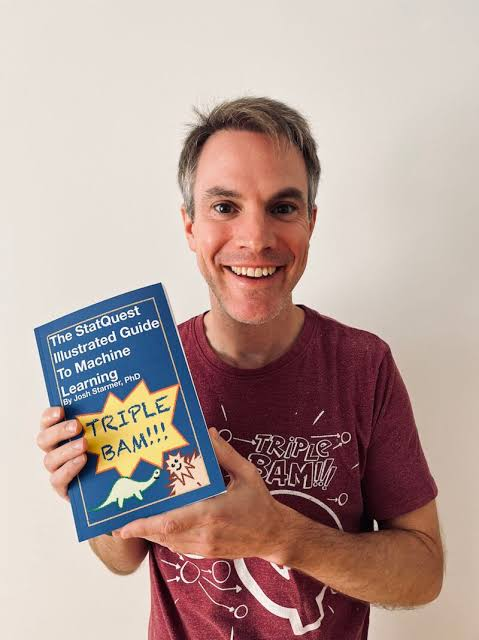 The StatQuest
Illustrated Guide
To Machine
Learning
By Josh Starmer, PhD
TRIPLE
BAM!!!
TRIPLE
BAM!!!